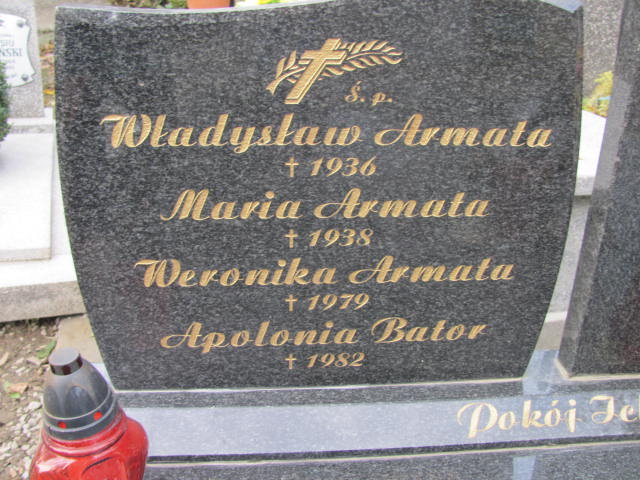 Ś. p.
Władysław Armata
† 1936
Maria Armata
† 1938
Weronika Armata
† 1979
Apolonia Bator
† 1982
Pokój